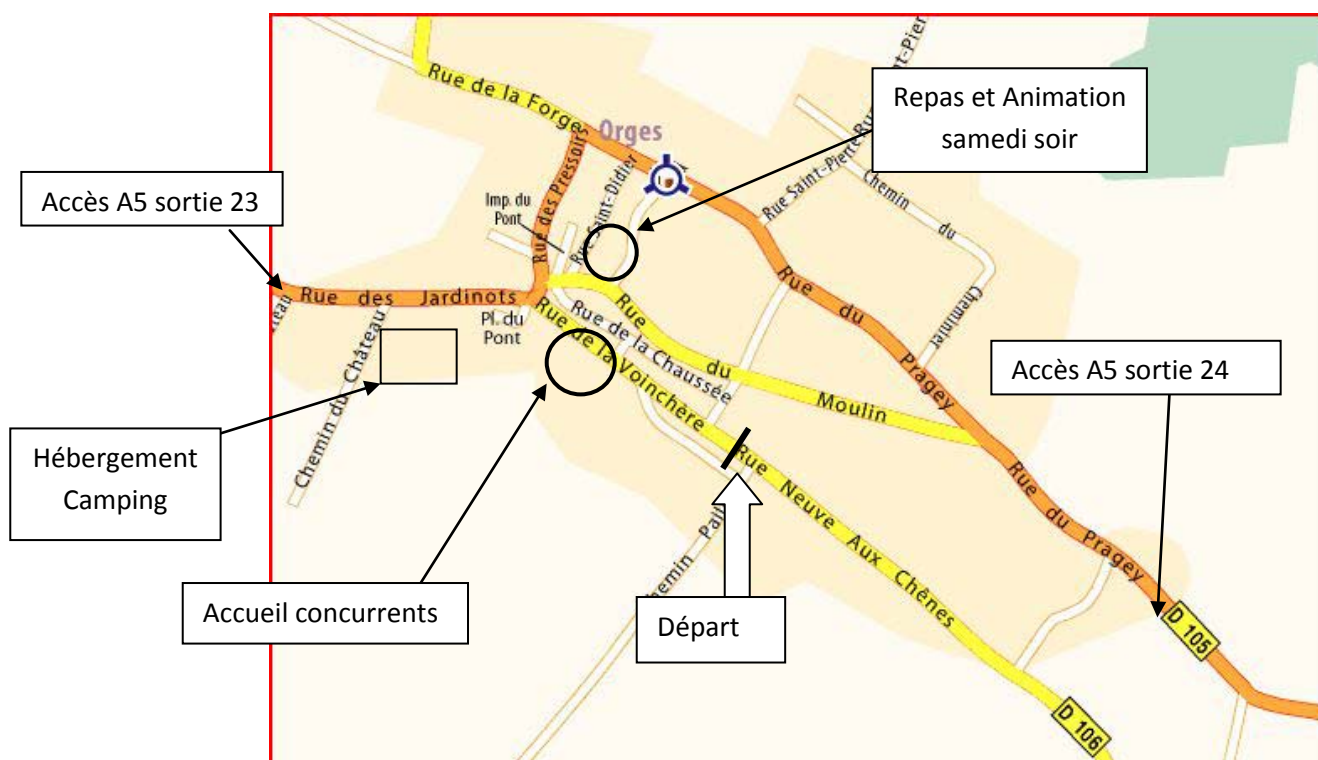 Rue de la Forge
Orges
Repas et Animation
samedi soir
Rue Saint-Pierre
Chemin du Cheminier
Accès A5 sortie 23
Imp. du
Pont
Rue des Pressoirs
Rue Saint-Didier
Rue des Jardinots
Pl. du
Pont
Rue de la Chaussée
Rue de la Voinchère
Rue du Moulin
Rue du Pragey
Accès A5 sortie 24
Chemin du Château
Hébergement
Camping
Rue Neuve Aux Chênes
Rue du Pragey
Accueil concurrents
Départ
D 105
D 106